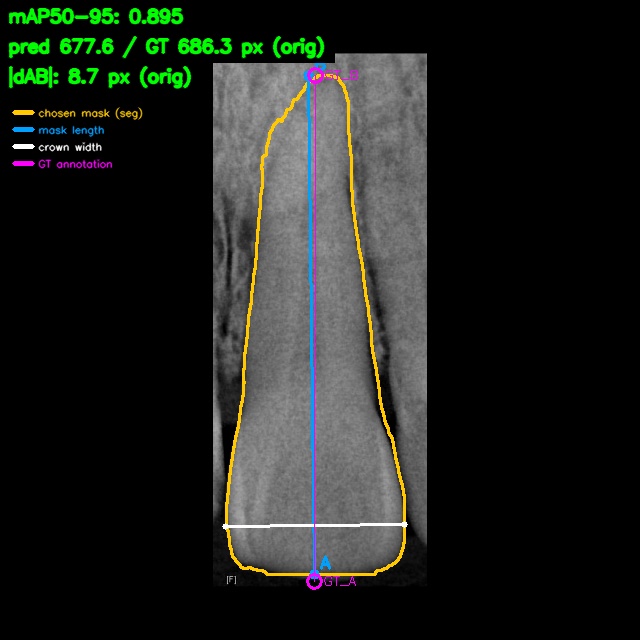 mAP50-95: 0.895
pred 677.6 / GT 686.3 px (orig)
|dAB|: 8.7 px (orig)
chosen mask (seg)
mask length
crown width
GT annotation
A
GT_A
[F]